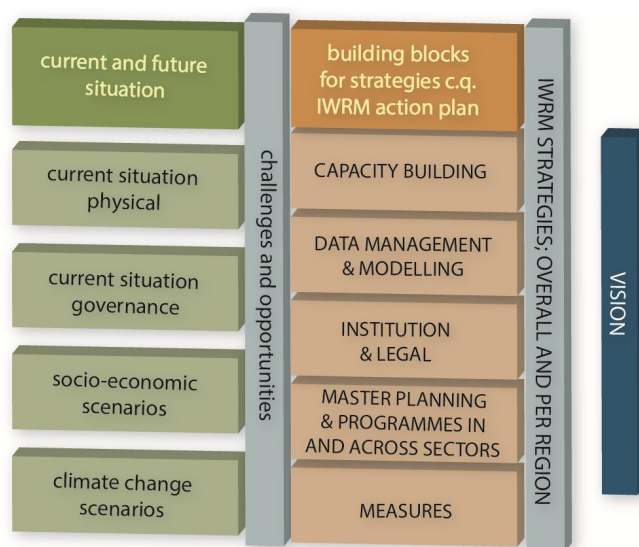 current and future
situation
current situation
physical
current situation
governance
socio-economic
scenarios
climate change
scenarios
challenges and opportunities
building blocks
for strategies c.q.
IWRM action plan
CAPACITY BUILDING
DATA MANAGEMENT
& MODELLING
INSTITUTION
& LEGAL
MASTER PLANNING
& PROGRAMMES IN
AND ACROSS SECTORS
MEASURES
IWRM STRATEGIES; OVERALL AND PER REGION
VISION